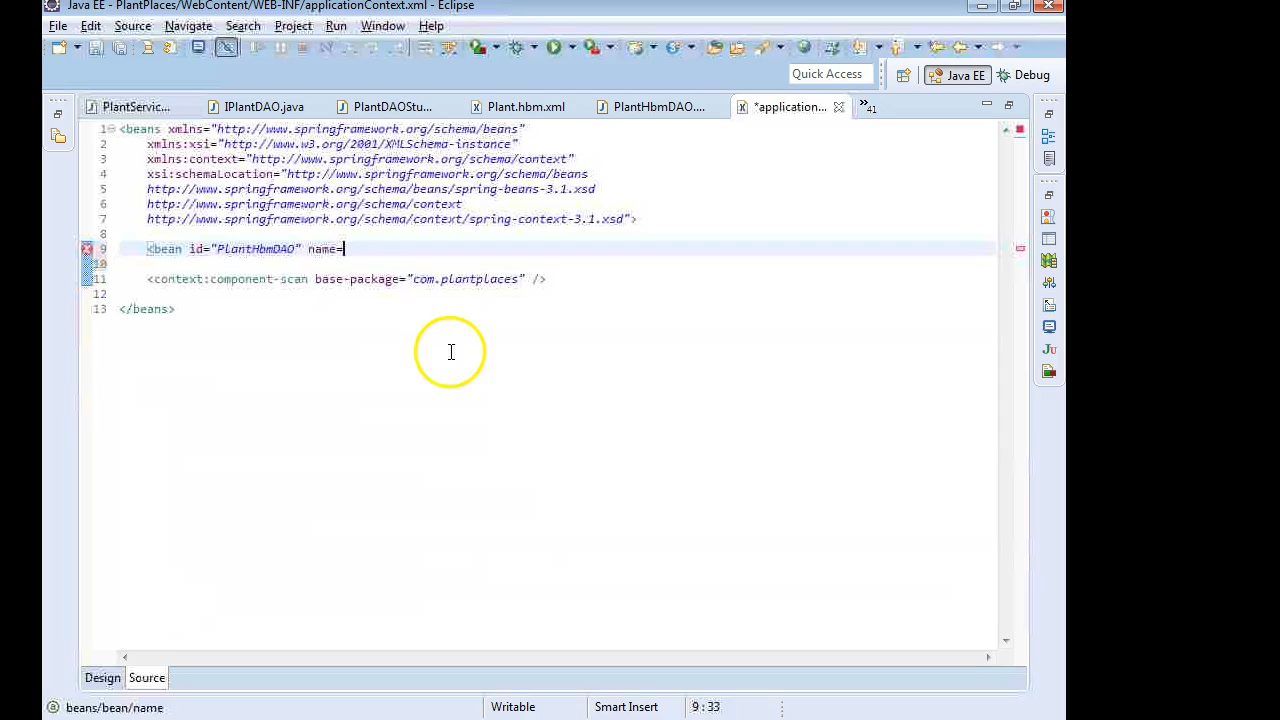 Java EE - PlantPlaces/WebContent/WEB-INF/applicationContext.xml - Eclipse
File Edit Source Navigate Search Project Run Window Help
Quick Access Java EE Debug
PlantServic... IPlantDAO.java PlantDAOStu... Plant.hbm.xml PlantHbmDAO.... *application... »41
1 <beans xmlns="http://www.springframework.org/schema/beans"
2 xmlns:xsi="http://www.w3.org/2001/XMLSchema-instance"
3 xmlns:context="http://www.springframework.org/schema/context"
4 xsi:schemaLocation="http://www.springframework.org/schema/beans
5 http://www.springframework.org/schema/beans/spring-beans-3.1.xsd
6 http://www.springframework.org/schema/context
7 http://www.springframework.org/schema/context/spring-context-3.1.xsd">
8
9 <bean id="PlantHbmDAO" name=
10
11 <context:component-scan base-package="com.plantplaces" />
12
13 </beans>
Design Source
beans/bean/name Writable Smart Insert 9:33